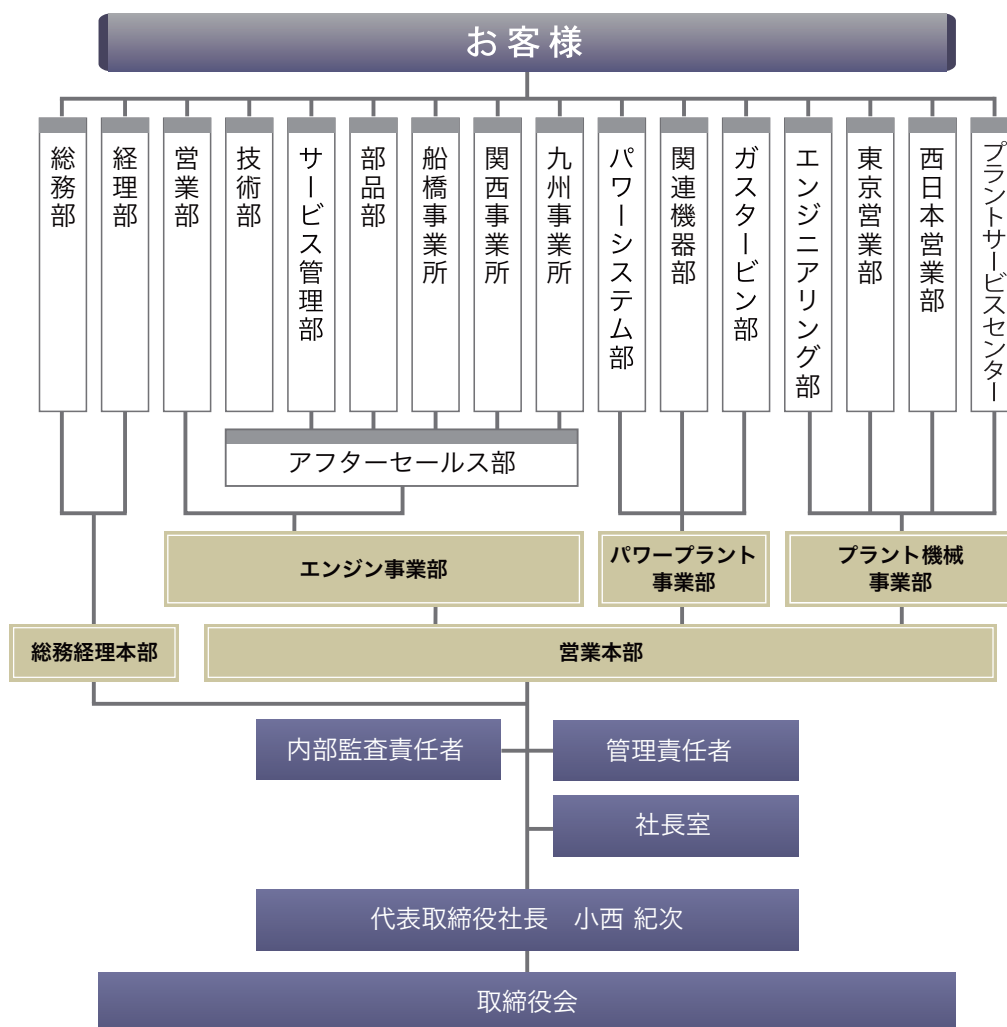 お客様
総務部
経理部
営業部
技術部
サービス管理部
部品部
船橋事業所
関西事業所
九州事業所
パワーシステム部
関連機器部
ガスタービン部
エンジニアリング部
東京営業部
西日本営業部
プラントサービスセンター
アフターセールス部
エンジン事業部
パワープラント
事業部
プラント機械
事業部
総務経理本部
営業本部
内部監査責任者
管理責任者
社長室
代表取締役社長　小西 紀次
取締役会